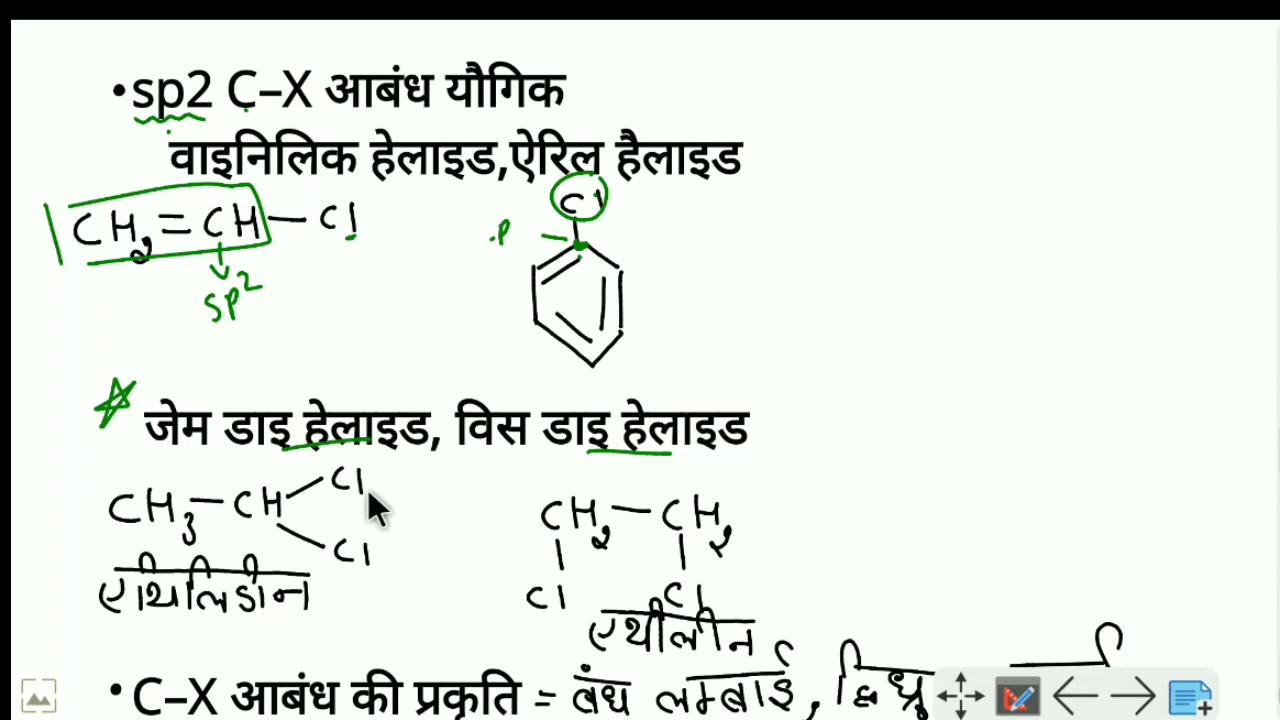 •sp2 C–X आबंध यौगिक
वाइनिलिक हेलाइड,ऐरिल हैलाइड
CH2=CH–Cl
Cl
.P
sp2
जेम डाइ हेलाइड, विस डाइ हेलाइड
CH3–CH
Cl
Cl
CH2–CH2
Cl Cl
एथिलिडीन
एथीलीन
•C–X आबंध की प्रकृति = बंध लम्बाई,